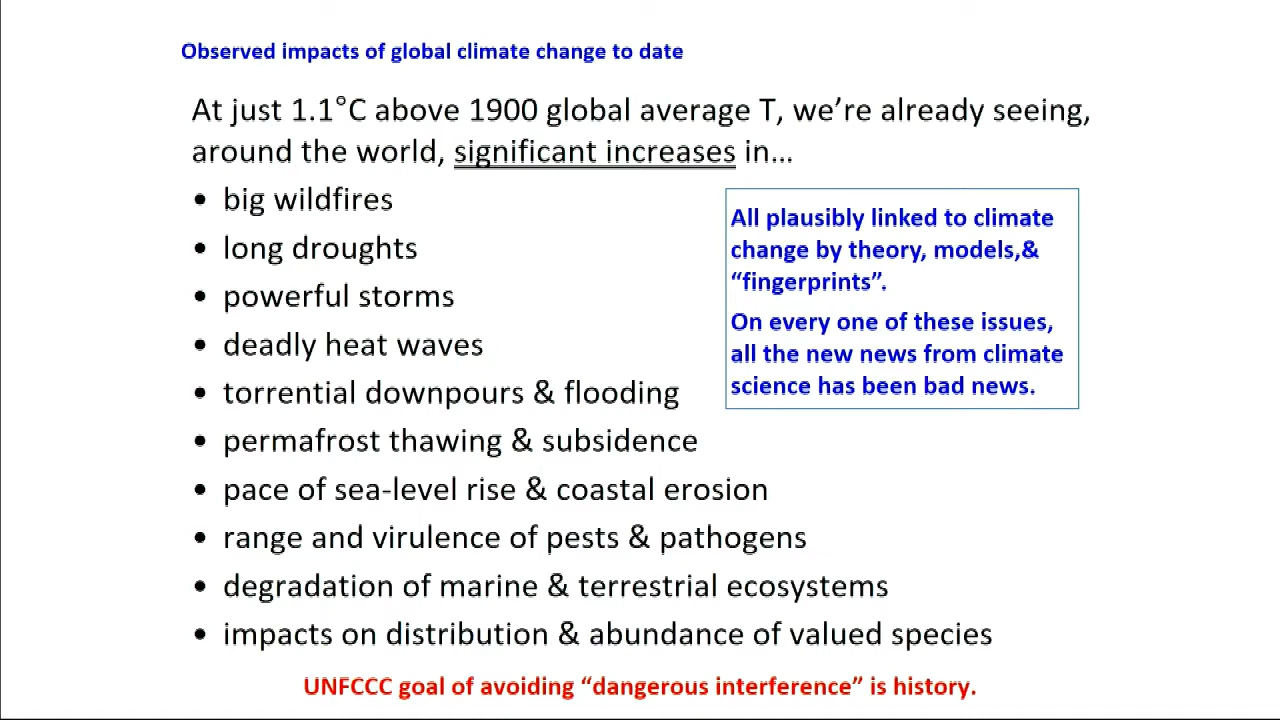 Observed impacts of global climate change to date
At just 1.1°C above 1900 global average T, we’re already seeing,
around the world, significant increases in…
• big wildfires
• long droughts
• powerful storms
• deadly heat waves
• torrential downpours & flooding
• permafrost thawing & subsidence
• pace of sea-level rise & coastal erosion
• range and virulence of pests & pathogens
• degradation of marine & terrestrial ecosystems
• impacts on distribution & abundance of valued species
All plausibly linked to climate
change by theory, models,&
“fingerprints”.
On every one of these issues,
all the new news from climate
science has been bad news.
UNFCCC goal of avoiding “dangerous interference” is history.